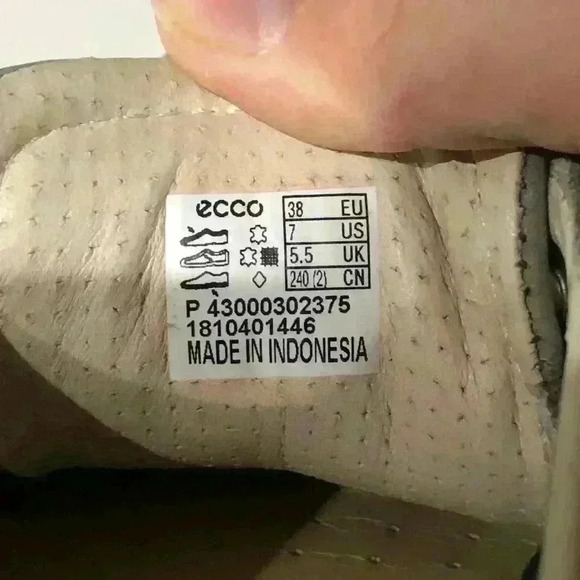 ecco
38 EU
7 US
5.5 UK
240 (2) CN
P 43000302375
1810401446
MADE IN INDONESIA